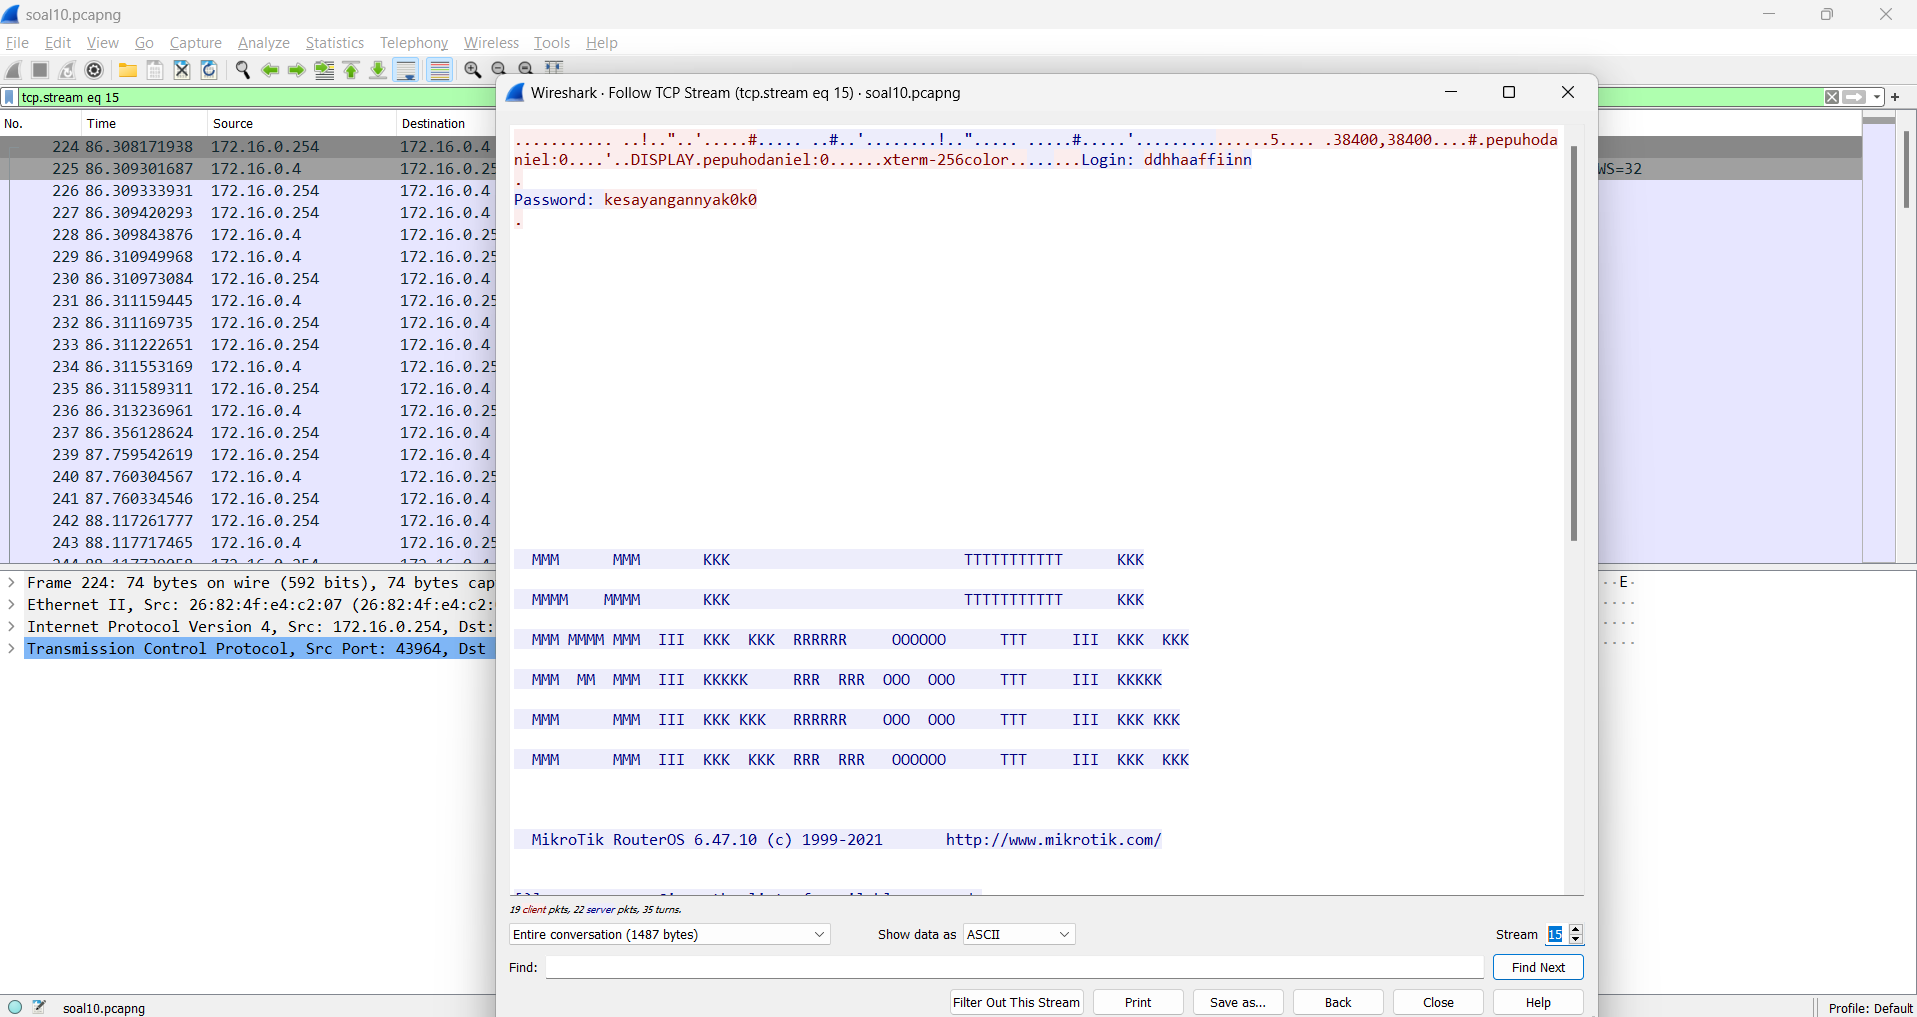 soal10.pcapng
File Edit View Go Capture Analyze Statistics Telephony Wireless Tools Help
tcp.stream eq 15
No. Time Source Destination
224 86.308171938 172.16.0.254 172.16.0.4
225 86.309301687 172.16.0.4 172.16.0.25
WS=32
226 86.309333931 172.16.0.254 172.16.0.4
227 86.309420293 172.16.0.254 172.16.0.4
228 86.309843876 172.16.0.4 172.16.0.25
229 86.310949968 172.16.0.4 172.16.0.25
230 86.310973084 172.16.0.254 172.16.0.4
231 86.311159445 172.16.0.4 172.16.0.25
232 86.311169735 172.16.0.254 172.16.0.4
233 86.311222651 172.16.0.254 172.16.0.4
234 86.311553169 172.16.0.4 172.16.0.25
235 86.311589311 172.16.0.254 172.16.0.4
236 86.313236961 172.16.0.4 172.16.0.25
237 86.356128624 172.16.0.254 172.16.0.4
239 87.759542619 172.16.0.254 172.16.0.4
240 87.760304567 172.16.0.4 172.16.0.25
241 87.760334546 172.16.0.254 172.16.0.4
242 88.117261777 172.16.0.254 172.16.0.4
243 88.117717465 172.16.0.4 172.16.0.25
Frame 224: 74 bytes on wire (592 bits), 74 bytes cap
Ethernet II, Src: 26:82:4f:e4:c2:07 (26:82:4f:e4:c2:
Internet Protocol Version 4, Src: 172.16.0.254, Dst:
Transmission Control Protocol, Src Port: 43964, Dst
··E·
····
····
····
Wireshark · Follow TCP Stream (tcp.stream eq 15) · soal10.pcapng
........... ..!.."..'.....#..... ..#..'........!.."..... .....#.....'...............5.... .38400,38400....#.pepuhoda
niel:0....'..DISPLAY.pepuhodaniel:0......xterm-256color........Login: ddhhaaffiinn
.
Password: kesayangannyak0k0
.
MMM      MMM       KKK                          TTTTTTTTTTT      KKK
MMMM    MMMM       KKK                          TTTTTTTTTTT      KKK
MMM MMMM MMM  III  KKK  KKK  RRRRRR     OOOOOO      TTT     III  KKK  KKK
MMM  MM  MMM  III  KKKKK     RRR  RRR  OOO  OOO     TTT     III  KKKKK
MMM      MMM  III  KKK KKK   RRRRRR    OOO  OOO     TTT     III  KKK KKK
MMM      MMM  III  KKK  KKK  RRR  RRR   OOOOOO      TTT     III  KKK  KKK
MikroTik RouterOS 6.47.10 (c) 1999-2021       http://www.mikrotik.com/
19 client pkts, 22 server pkts, 35 turns.
Entire conversation (1487 bytes) Show data as ASCII Stream 15
Find: Find Next
Filter Out This Stream Print Save as... Back Close Help
soal10.pcapng Profile: Default